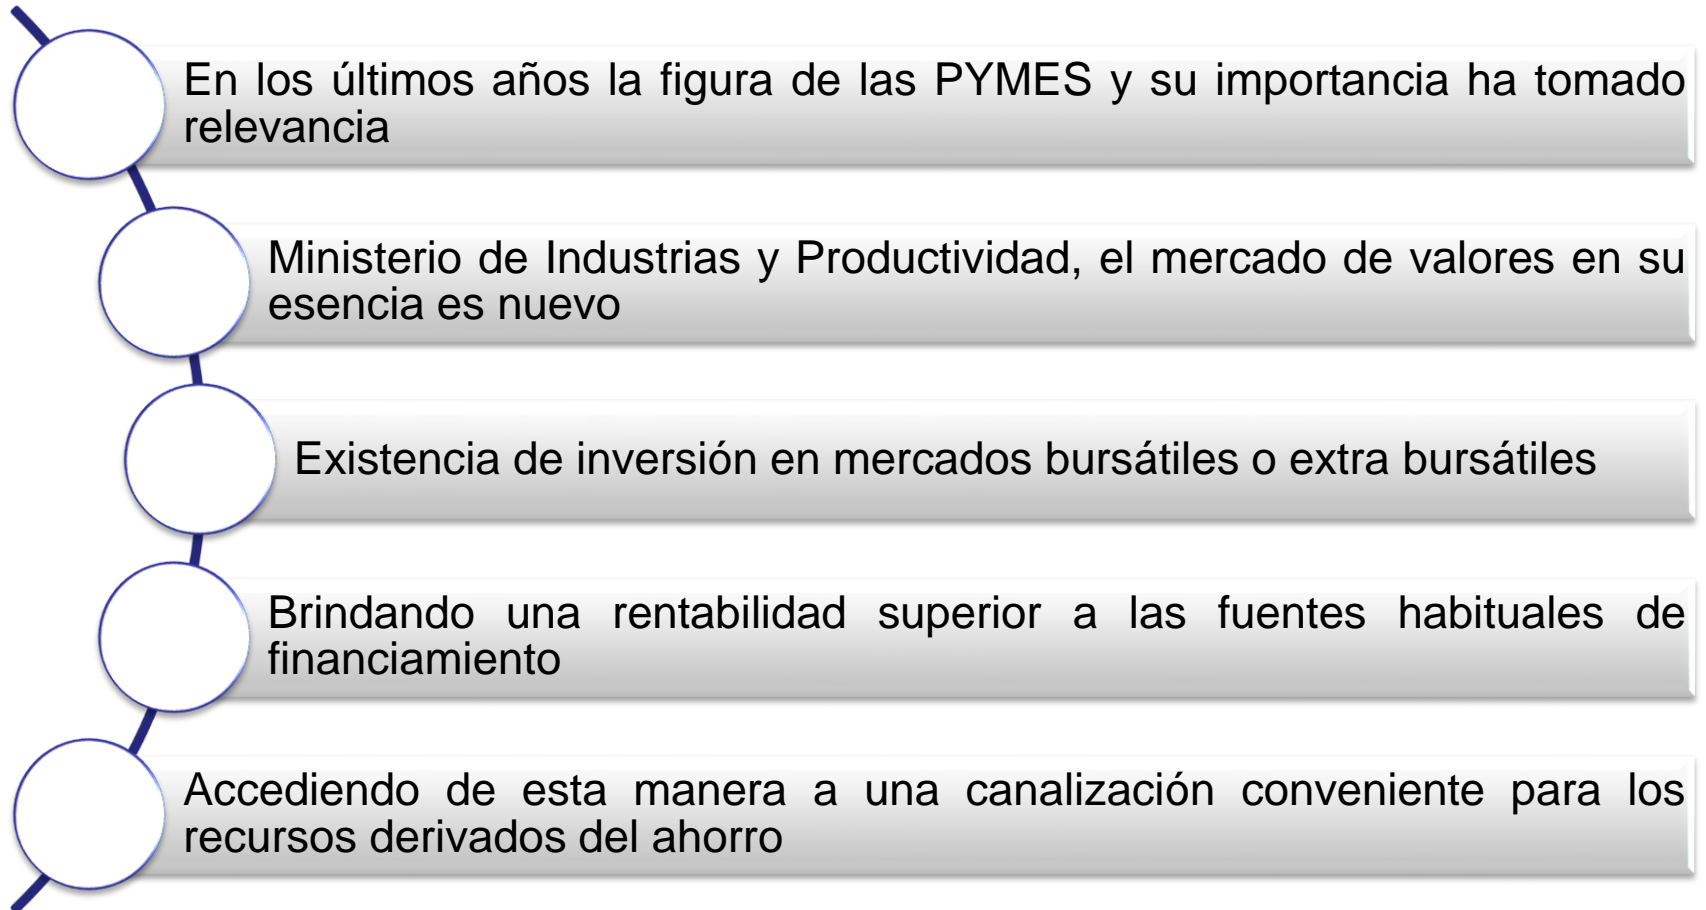 En los últimos años la figura de las PYMES y su importancia ha tomado
relevancia
Ministerio de Industrias y Productividad, el mercado de valores en su
esencia es nuevo
Existencia de inversión en mercados bursátiles o extra bursátiles
Brindando una rentabilidad superior a las fuentes habituales de
financiamiento
Accediendo de esta manera a una canalización conveniente para los
recursos derivados del ahorro